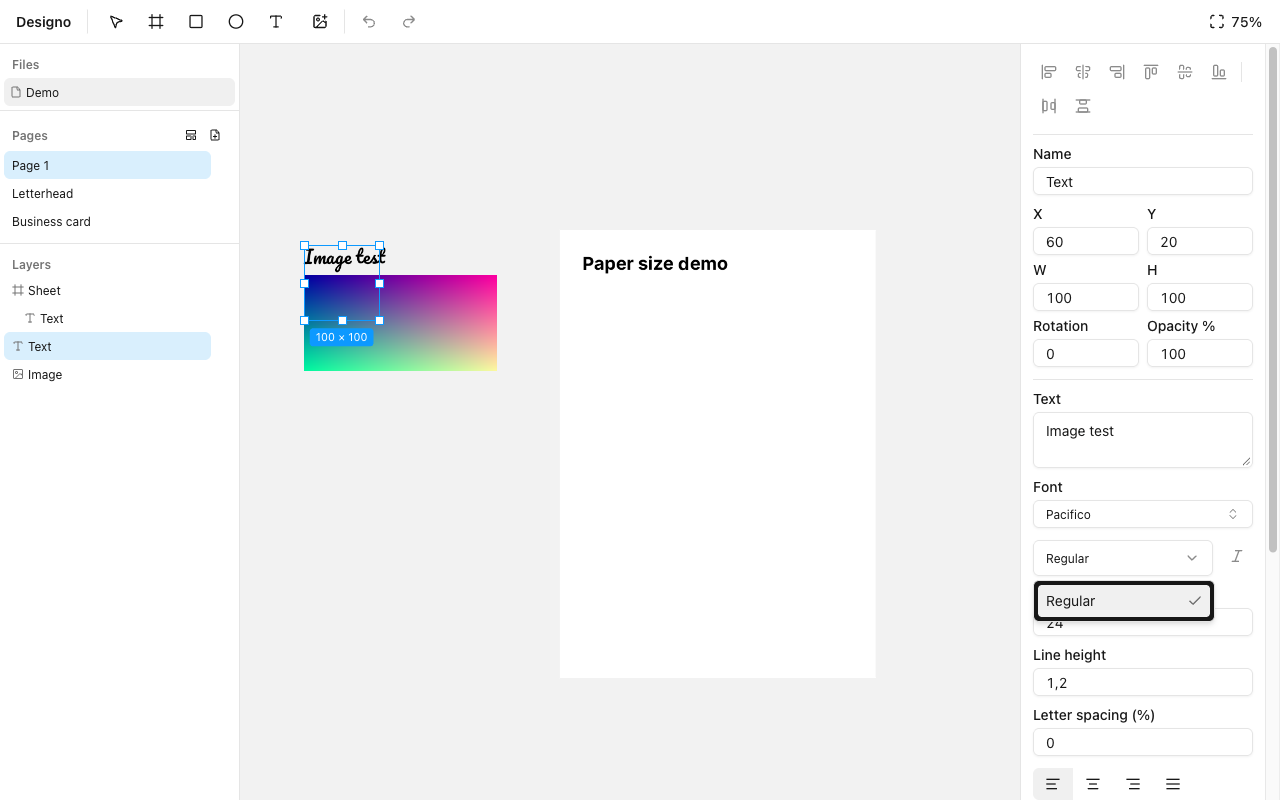 Designo
75%
Files
Demo
Pages
Page 1
Letterhead
Business card
Layers
Sheet
Text
Text
Image
Image test
100 × 100
Paper size demo
Name
Text
X
Y
60
20
W
H
100
100
Rotation
Opacity %
0
100
Text
Image test
Font
Pacifico
Regular
Regular
24
Line height
1,2
Letter spacing (%)
0